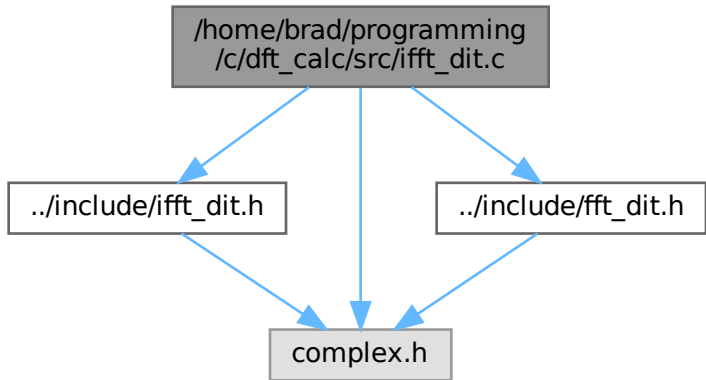 /home/brad/programming
/c/dft_calc/src/ifft_dit.c
../include/ifft_dit.h
../include/fft_dit.h
complex.h